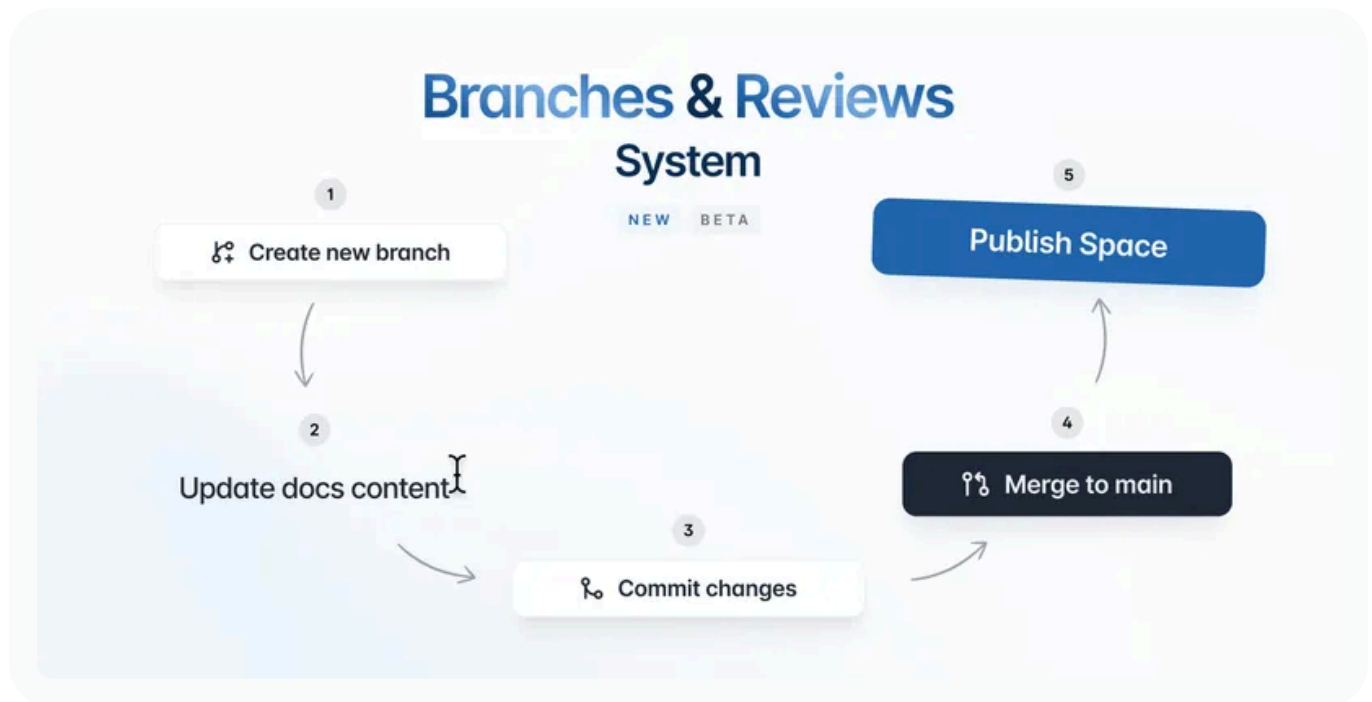 Branches & Reviews
System
NEW BETA
1
Create new branch
2
Update docs content
3
Commit changes
4
Merge to main
5
Publish Space